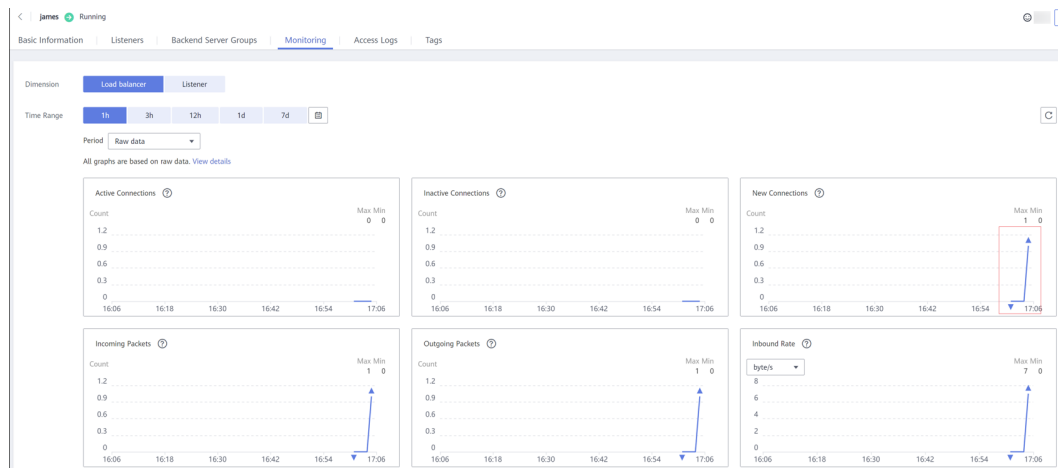 james Running
Basic Information Listeners Backend Server Groups Monitoring Access Logs Tags
Dimension Load balancer Listener
Time Range 1h 3h 12h 1d 7d
Period Raw data
All graphs are based on raw data. View details
Active Connections ?
Count Max Min
0 0
1.2
0.9
0.6
0.3
0
16:06 16:18 16:30 16:42 16:54 17:06
Inactive Connections ?
Count Max Min
0 0
1.2
0.9
0.6
0.3
0
16:06 16:18 16:30 16:42 16:54 17:06
New Connections ?
Count Max Min
1 0
1.2
0.9
0.6
0.3
0
16:06 16:18 16:30 16:42 16:54 17:06
Incoming Packets ?
Count Max Min
1 0
1.2
0.9
0.6
0.3
0
16:06 16:18 16:30 16:42 16:54 17:06
Outgoing Packets ?
Count Max Min
1 0
1.2
0.9
0.6
0.3
0
16:06 16:18 16:30 16:42 16:54 17:06
Inbound Rate ?
byte/s Max Min
7 0
8
6
4
2
0
16:06 16:18 16:30 16:42 16:54 17:06